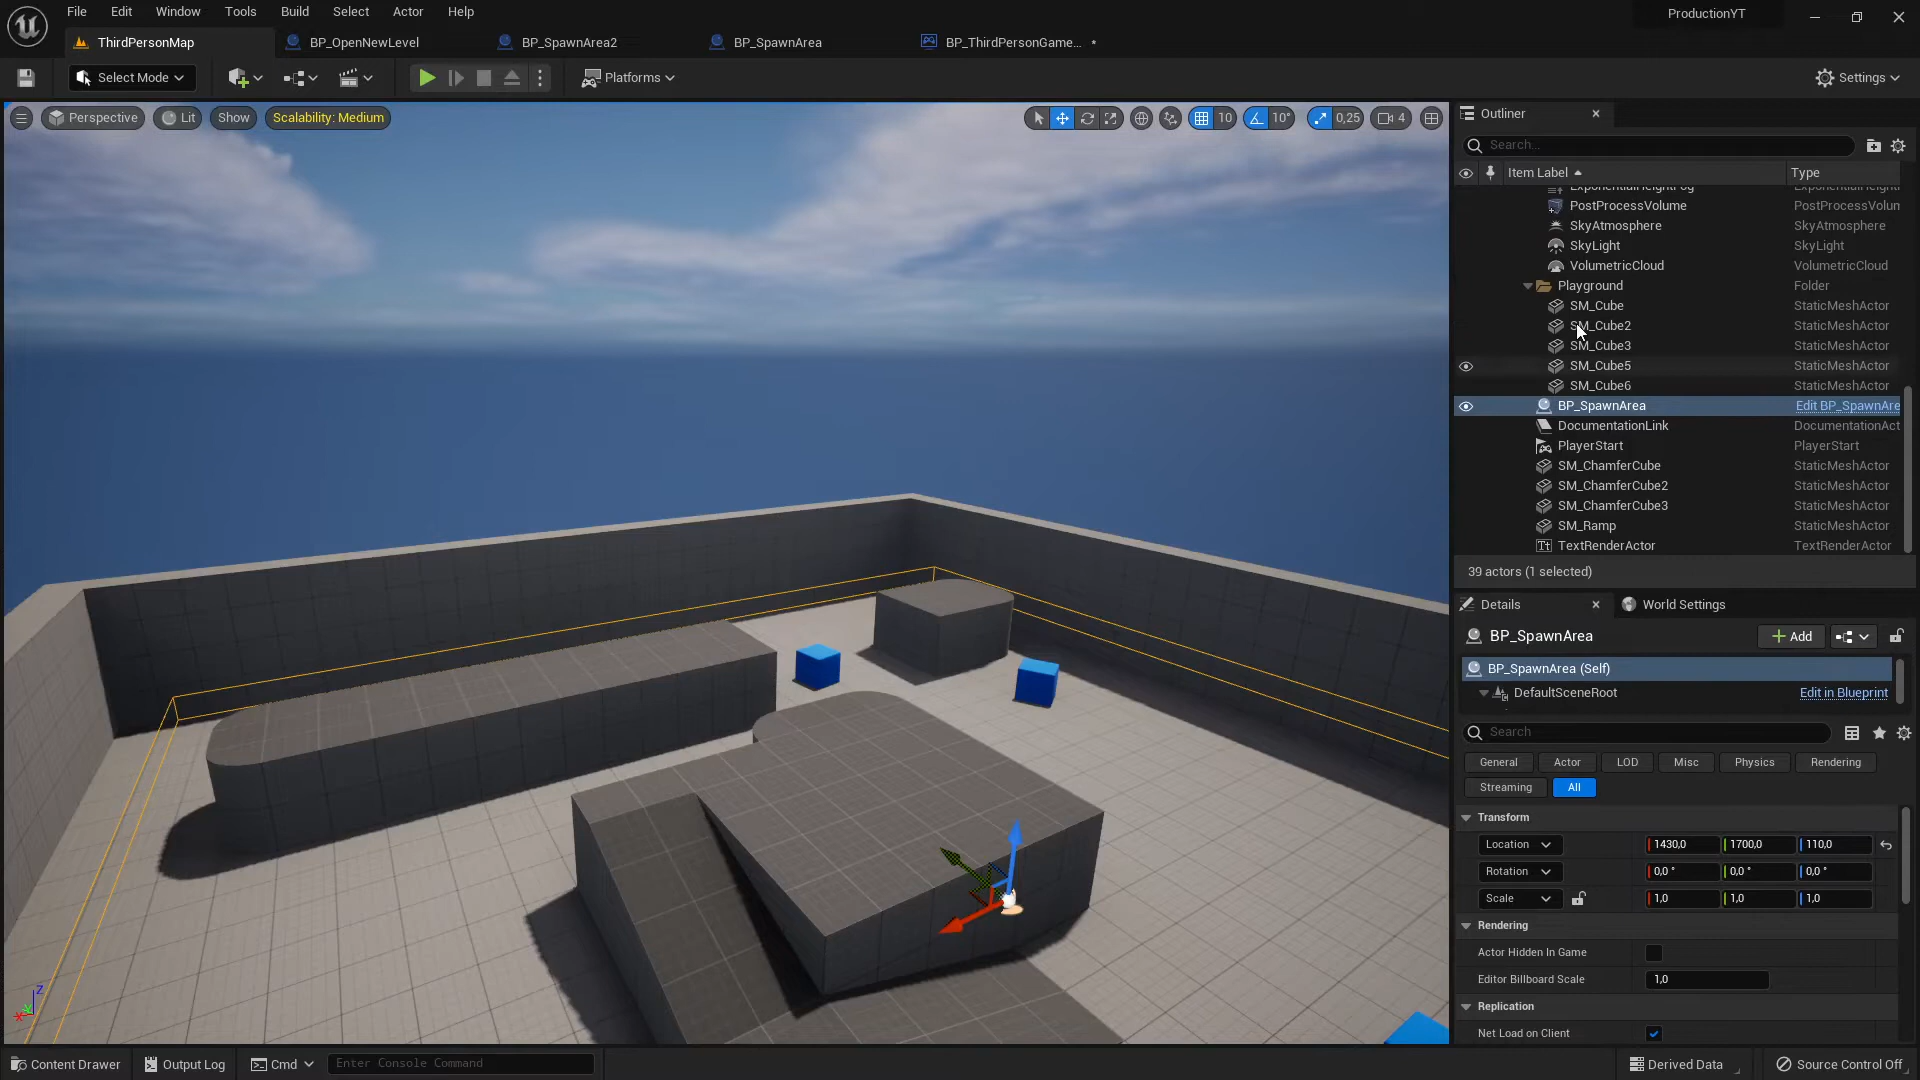 File Edit Window Tools Build Select Actor Help
ProductionYT
ThirdPersonMap BP_OpenNewLevel BP_SpawnArea2 BP_SpawnArea BP_ThirdPersonGame...
Select Mode Platforms Settings
Perspective Lit Show Scalability: Medium 10 10° 0,25 4
Outliner
Search...
Item Label Type
ExponentialHeightFog
PostProcessVolume PostProcessVolun
SkyAtmosphere SkyAtmosphere
SkyLight SkyLight
VolumetricCloud VolumetricCloud
Playground Folder
SM_Cube StaticMeshActor
SM_Cube2 StaticMeshActor
SM_Cube3 StaticMeshActor
SM_Cube5 StaticMeshActor
SM_Cube6 StaticMeshActor
BP_SpawnArea Edit BP_SpawnAre
DocumentationLink DocumentationAct
PlayerStart PlayerStart
SM_ChamferCube StaticMeshActor
SM_ChamferCube2 StaticMeshActor
SM_ChamferCube3 StaticMeshActor
SM_Ramp StaticMeshActor
TextRenderActor TextRenderActor
39 actors (1 selected)
Details World Settings
BP_SpawnArea Add
BP_SpawnArea (Self)
DefaultSceneRoot Edit in Blueprint
Search
General Actor LOD Misc Physics Rendering
Streaming All
Transform
Location 1430,0 1700,0 110,0
Rotation 0,0 ° 0,0 ° 0,0 °
Scale 1,0 1,0 1,0
Rendering
Actor Hidden In Game
Editor Billboard Scale 1,0
Replication
Net Load on Client
Z
X
Content Drawer Output Log Cmd Enter Console Command Derived Data Source Control Off